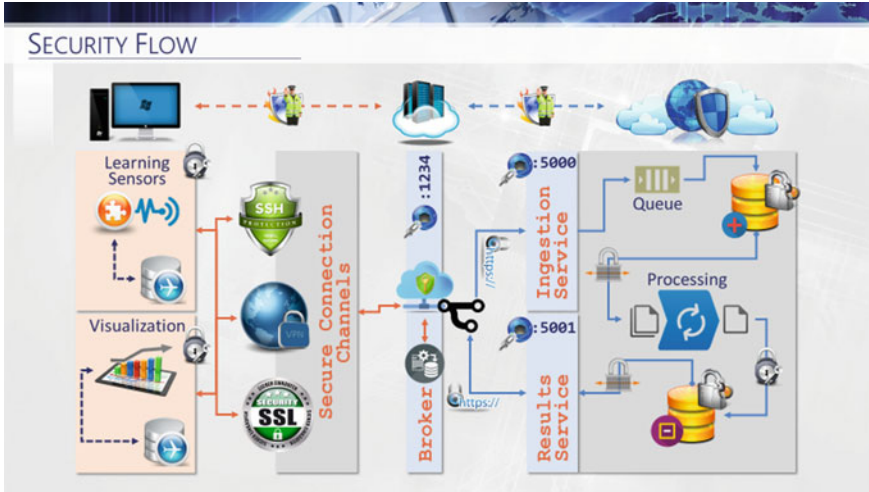 SECURITY FLOW
Learning
Sensors
SSH
PROTECTION
Secure Connection
Channels
:1234
:5000
Ingestion
Service
Queue
https://
Processing
Visualization
VPN
:5001
SECURITY
SSL
Broker
https://
Results
Service